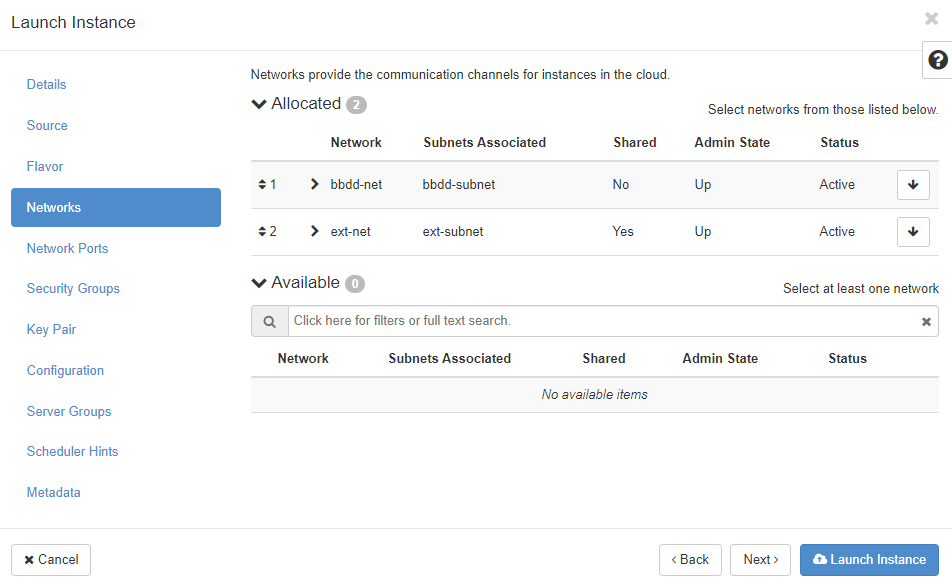 Launch Instance
Details
Source
Flavor
Networks
Network Ports
Security Groups
Key Pair
Configuration
Server Groups
Scheduler Hints
Metadata
Networks provide the communication channels for instances in the cloud.
Allocated 2
Select networks from those listed below.
Network Subnets Associated Shared Admin State Status
1 bbdd-net bbdd-subnet No Up Active
2 ext-net ext-subnet Yes Up Active
Available 0
Select at least one network
Click here for filters or full text search.
Network Subnets Associated Shared Admin State Status
No available items
Cancel
Back
Next
Launch Instance